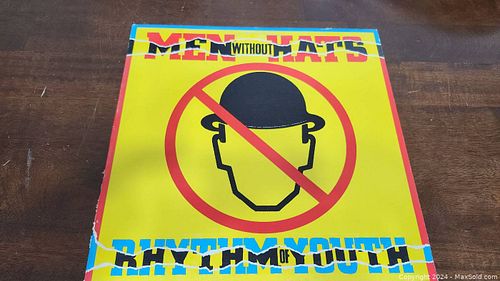 MEN WITHOUT HATS
RHYTHM OF YOUTH
Copyright 2024 - MaxSold.com